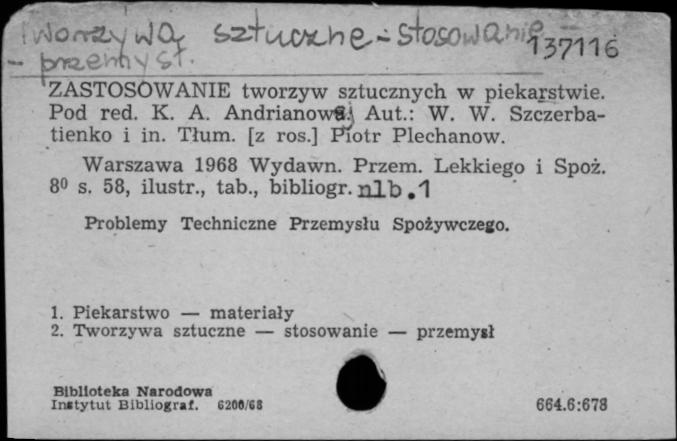 Tworzywa sztuczne - stosowanie -
137116
- przemysł.
ZASTOSOWANIE tworzyw sztucznych w piekarstwie.
Pod red. K. A. Andrianowa. Aut.: W. W. Szczerba-
tienko i in. Tłum. [z ros.] Piotr Plechanow.
Warszawa 1968 Wydawn. Przem. Lekkiego i Spoż.
8⁰ s. 58, ilustr., tab., bibliogr. nlb.1
Problemy Techniczne Przemysłu Spożywczego.
1. Piekarstwo — materiały
2. Tworzywa sztuczne — stosowanie — przemysł
Biblioteka Narodowa
Instytut Bibliograf. 6200/68
664.6:678